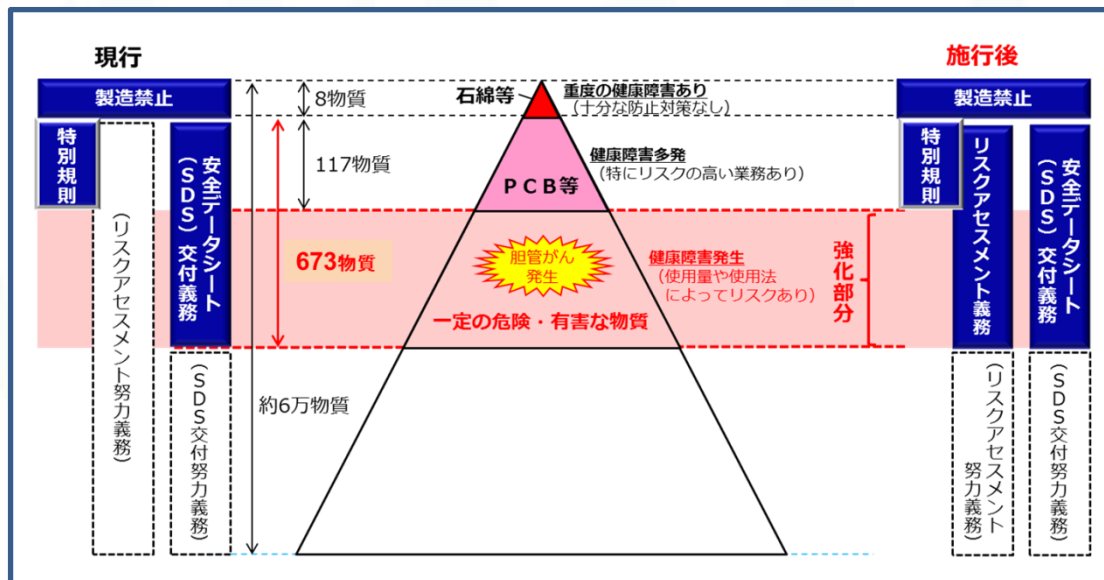 現行
施行後
製造禁止
特別規則
(リスクアセスメント努力義務)
安全データシート
(SDS)交付義務
(SDS交付努力義務)
8物質
117物質
673物質
約6万物質
石綿等
重度の健康障害あり
(十分な防止対策なし)
PCB等
健康障害多発
(特にリスクの高い業務あり)
胆管がん
発生
健康障害発生
(使用量や使用法
によってリスクあり)
一定の危険・有害な物質
強化部分
製造禁止
特別規則
リスクアセスメント義務
(リスクアセスメント
努力義務)
安全データシート
(SDS)交付義務
(SDS交付努力義務)